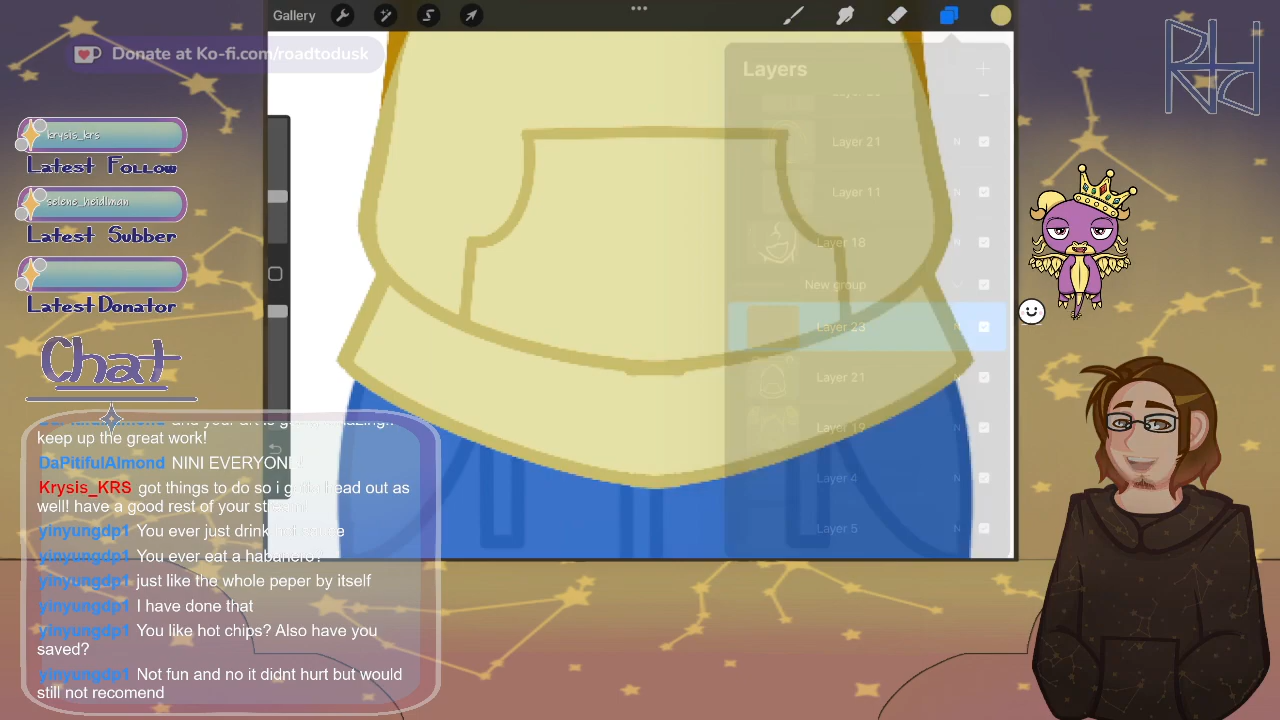 Gallery
Donate at Ko-fi.com/roadtodusk
Layers
Layer 21
Layer 11
Layer 18
New group
Layer 23
Layer 21
Layer 19
Layer 4
Layer 5
N
krysis_krs
Latest Follow
selene_heidlman
Latest Subber
Latest Donator
Chat
keep up the great work!
DaPitifulAlmond NINI EVERYONE!
Krysis_KRS got things to do so i gotta head out as
well! have a good rest of your stream
yinyungdp1 You ever just drink hot sauce
yinyungdp1 You ever eat a habanero?
yinyungdp1 just like the whole peper by itself
yinyungdp1 I have done that
yinyungdp1 You like hot chips? Also have you
saved?
yinyungdp1 Not fun and no it didnt hurt but would
still not recomend